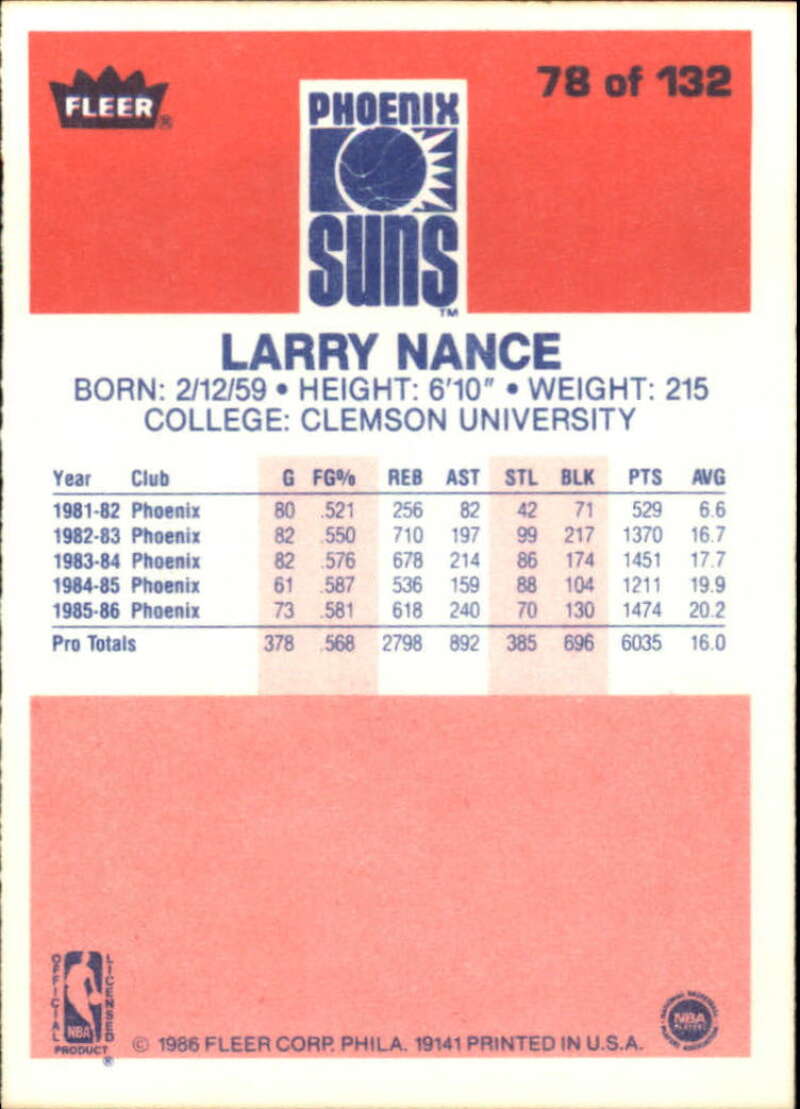 FLEER®
78 of 132
PHOENIX
SUNS™
LARRY NANCE
BORN: 2/12/59 • HEIGHT: 6'10" • WEIGHT: 215
COLLEGE: CLEMSON UNIVERSITY
Year Club G FG% REB AST STL BLK PTS AVG
1981-82 Phoenix 80 .521 256 82 42 71 529 6.6
1982-83 Phoenix 82 .550 710 197 99 217 1370 16.7
1983-84 Phoenix 82 .576 678 214 86 174 1451 17.7
1984-85 Phoenix 61 .587 536 159 88 104 1211 19.9
1985-86 Phoenix 73 .581 618 240 70 130 1474 20.2
Pro Totals 378 .568 2798 892 385 696 6035 16.0
OFFICIAL
LICENSED
NBA
PRODUCT®
© 1986 FLEER CORP. PHILA. 19141 PRINTED IN U.S.A.
NATIONAL BASKETBALL
NBA
PLAYERS
ASSOCIATION